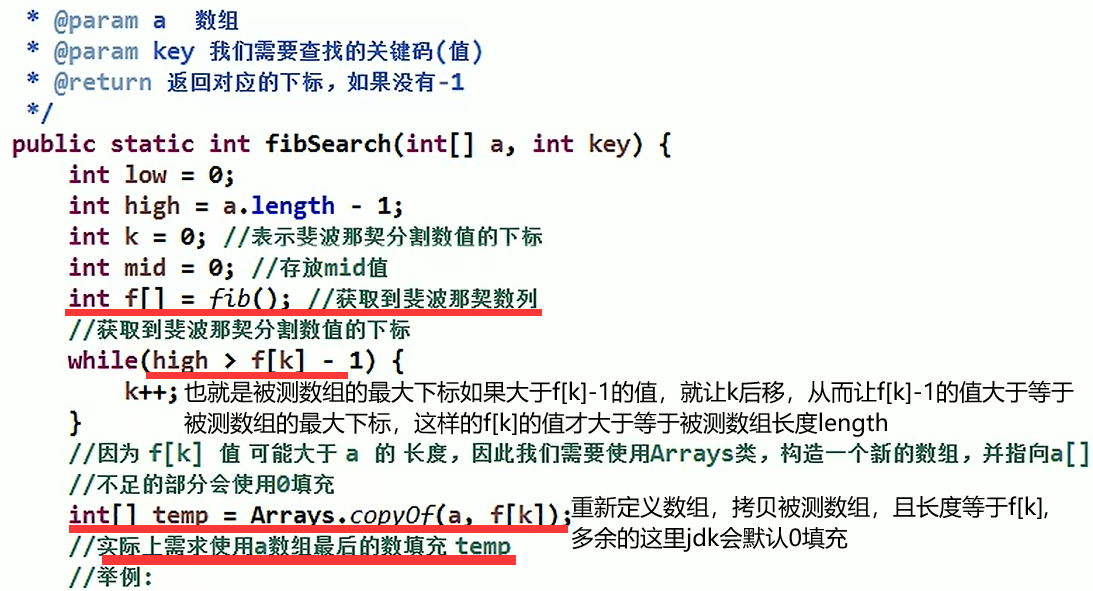 * @param a 数组
* @param key 我们需要查找的关键码(值)
* @return 返回对应的下标，如果没有-1
*/
public static int fibSearch(int[] a, int key) {
int low = 0;
int high = a.length - 1;
int k = 0; //表示斐波那契分割数值的下标
int mid = 0; //存放mid值
int f[] = fib(); //获取到斐波那契数列
//获取到斐波那契分割数值的下标
while(high > f[k] - 1) {
k++; 也就是被测数组的最大下标如果大于f[k]-1的值，就让k后移，从而让f[k]-1的值大于等于
被测数组的最大下标，这样的f[k]的值才大于等于被测数组长度length
}
//因为 f[k] 值 可能大于 a 的 长度，因此我们需要使用Arrays类，构造一个新的数组，并指向a[]
//不足的部分会使用0填充
int[] temp = Arrays.copyOf(a, f[k]); 重新定义数组，拷贝被测数组，且长度等于f[k],
多余的这里jdk会默认0填充
//实际上需求使用a数组最后的数填充 temp
//举例: